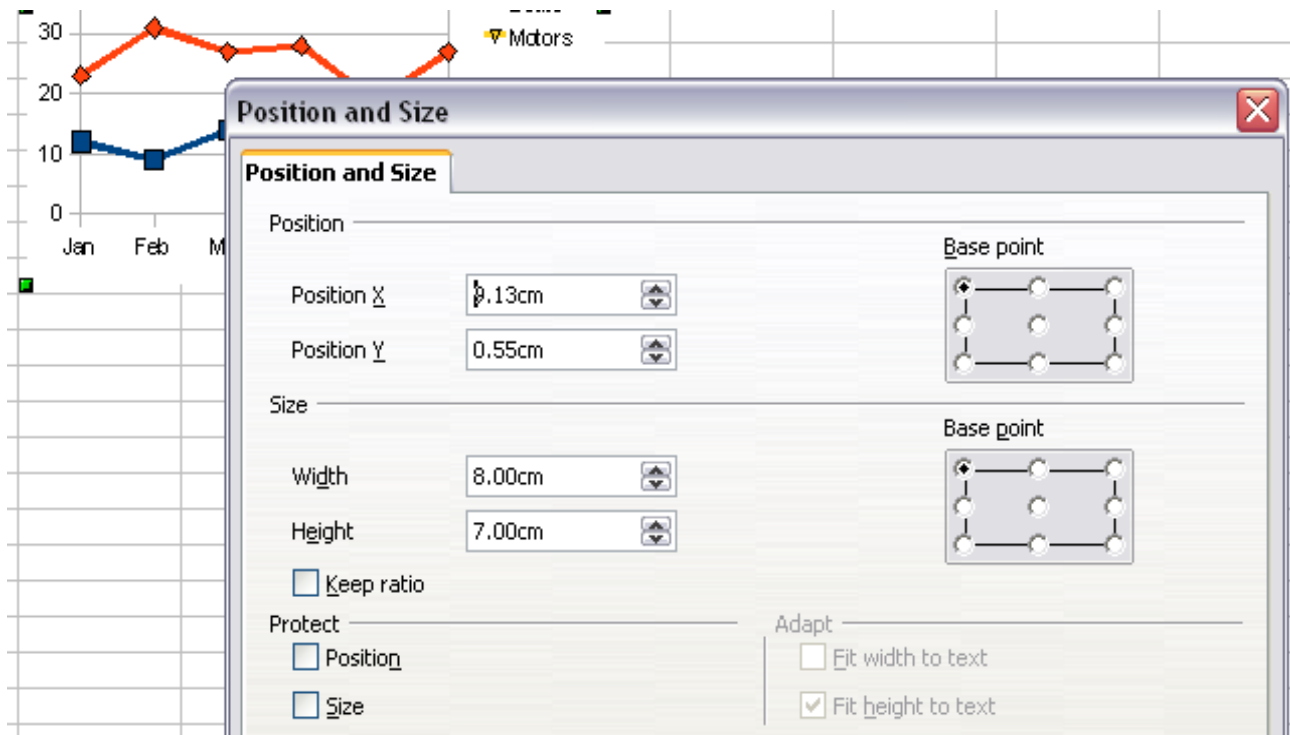 30
Motors
20
Position and Size
10
Position and Size
0
Position
Jan Feb
Base point
Position X
9.13cm
Position Y
0.55cm
Size
Base point
Width
8.00cm
Height
7.00cm
Keep ratio
Protect
Adapt
Position
Fit width to text
Size
Fit height to text